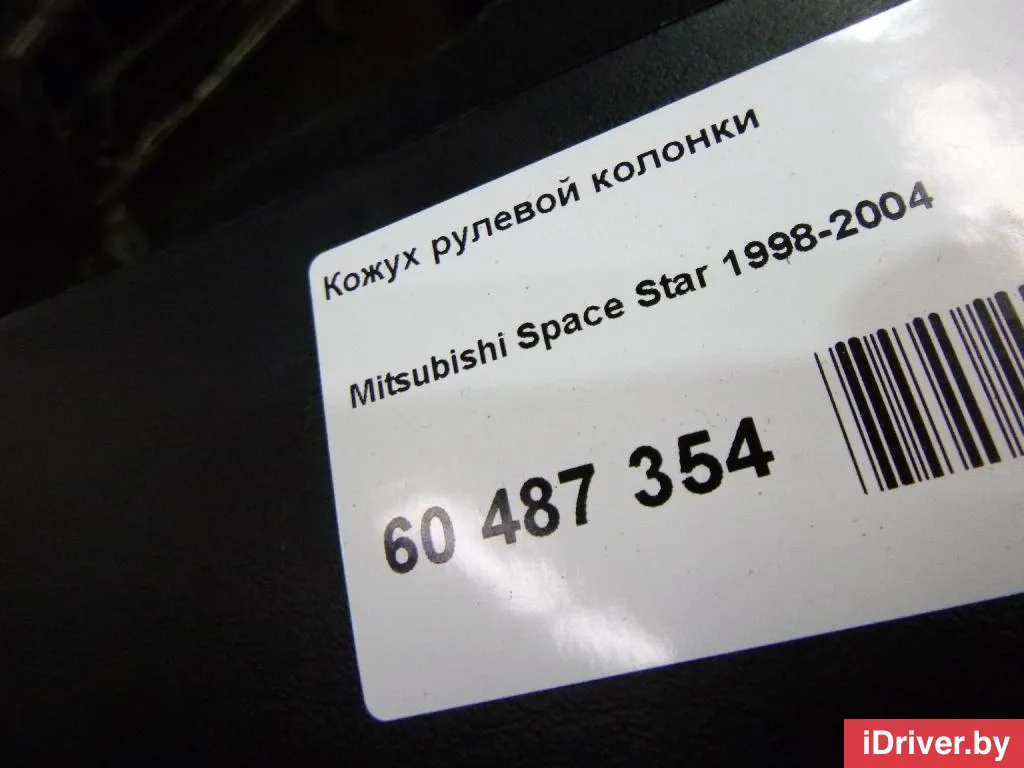 Кожух рулевой колонки
Mitsubishi Space Star 1998-2004
60 487 354
iDriver.by